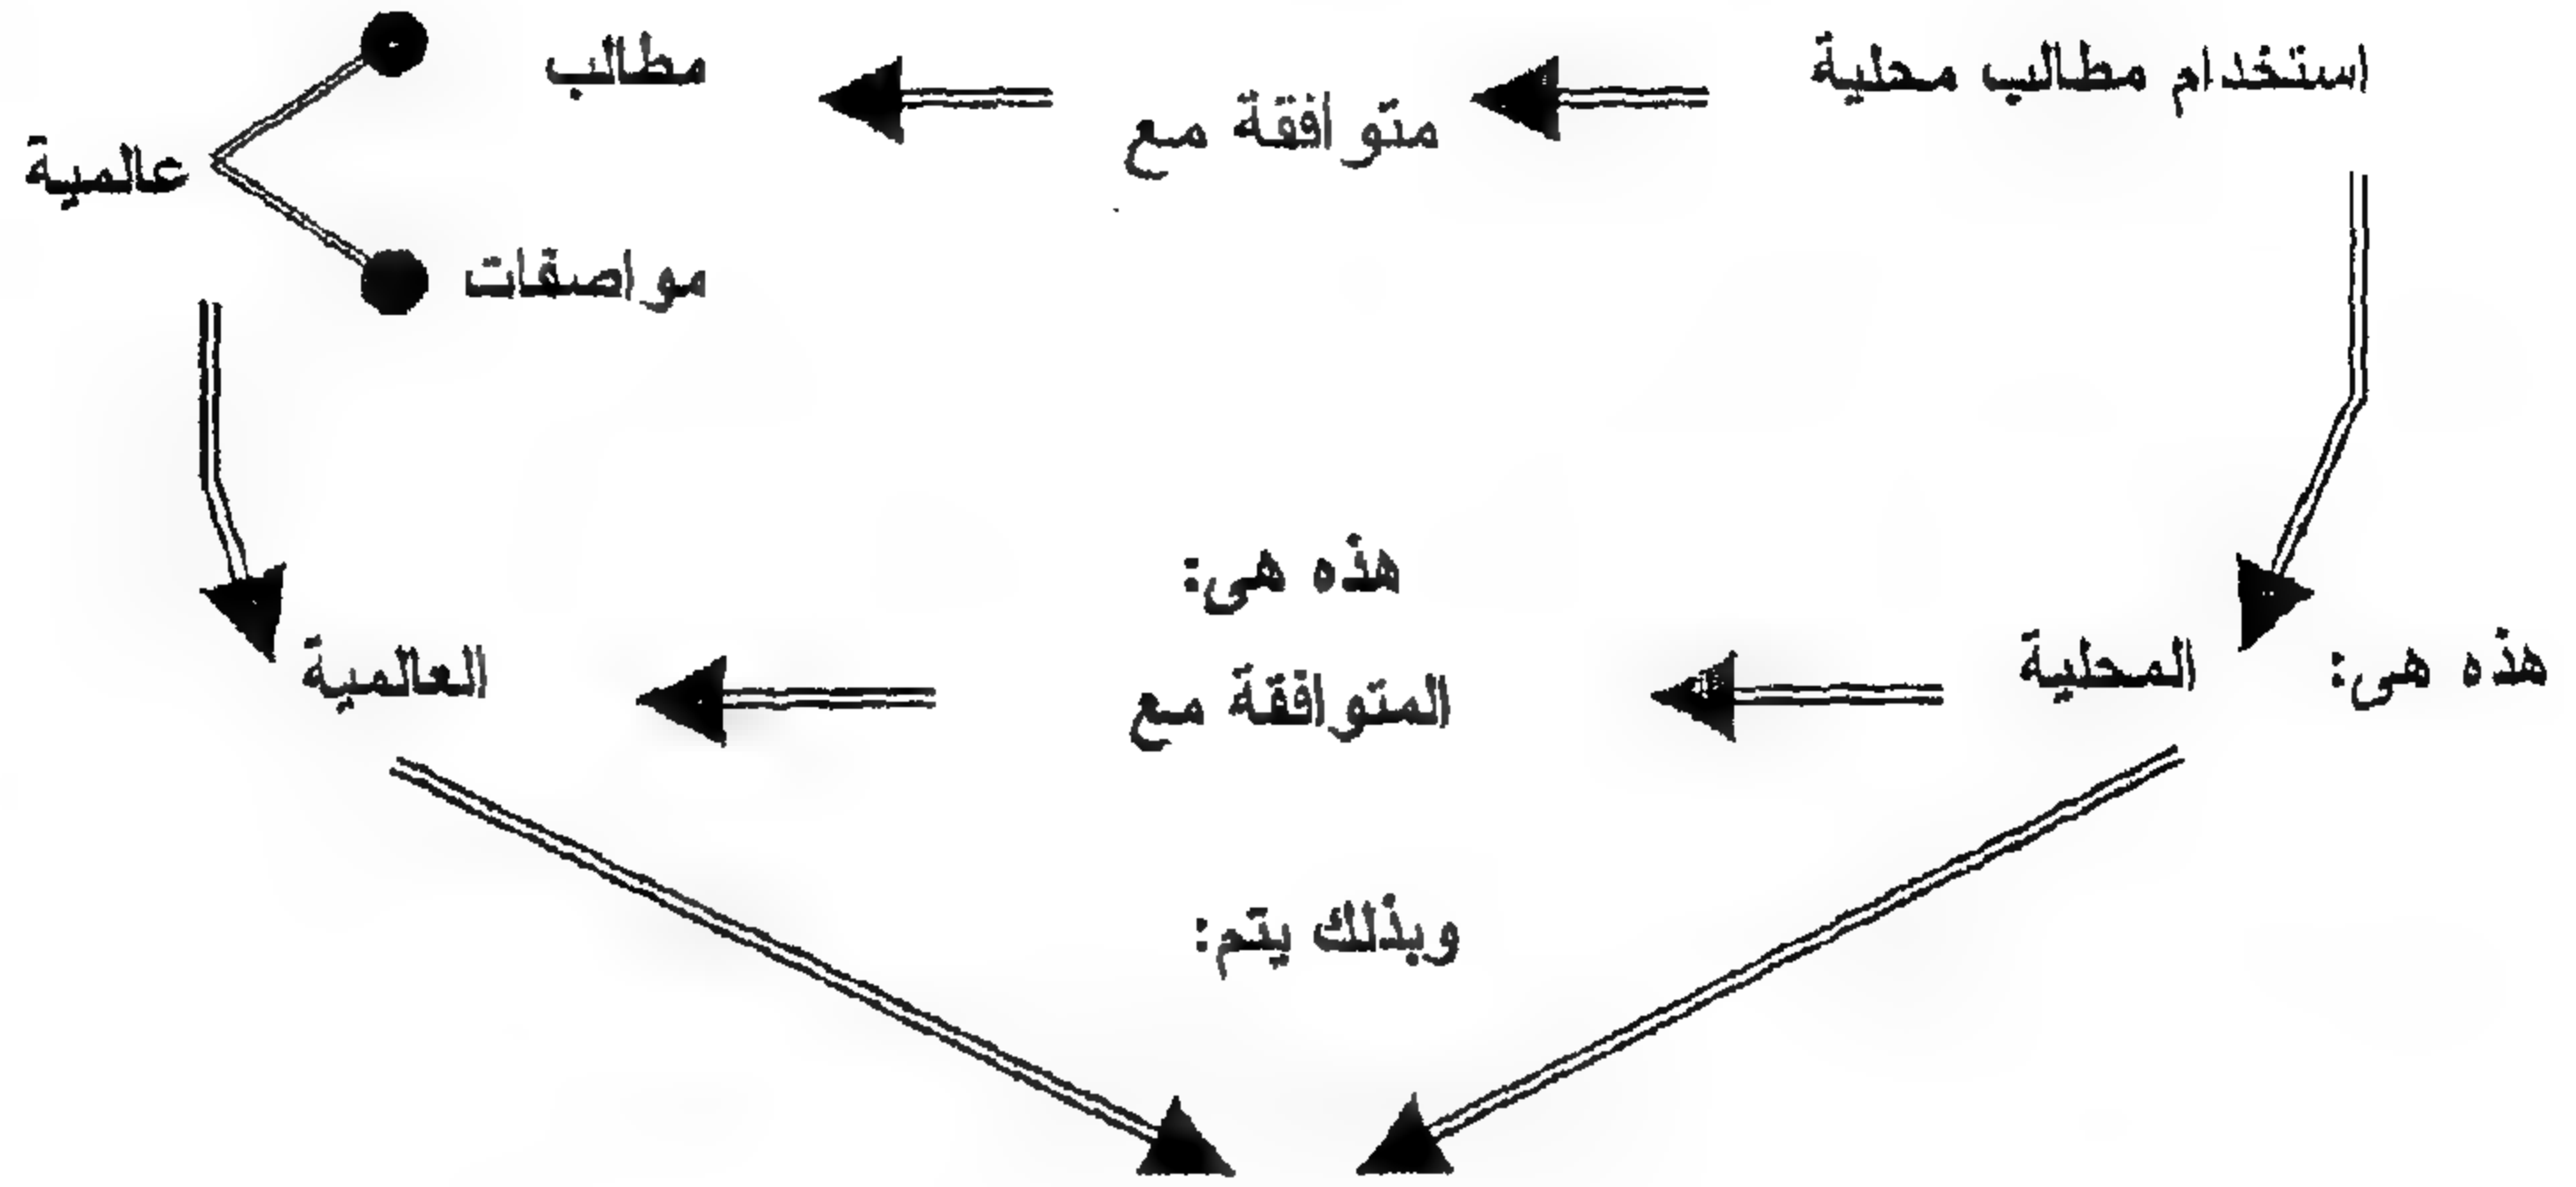 استخدام مطالب محلية
متوافقة مع
مطالب
عالمية
مواصفات
هذه هى:
هذه هى:
المحلية
المتوافقة مع
العالمية
وبذلك يتم: